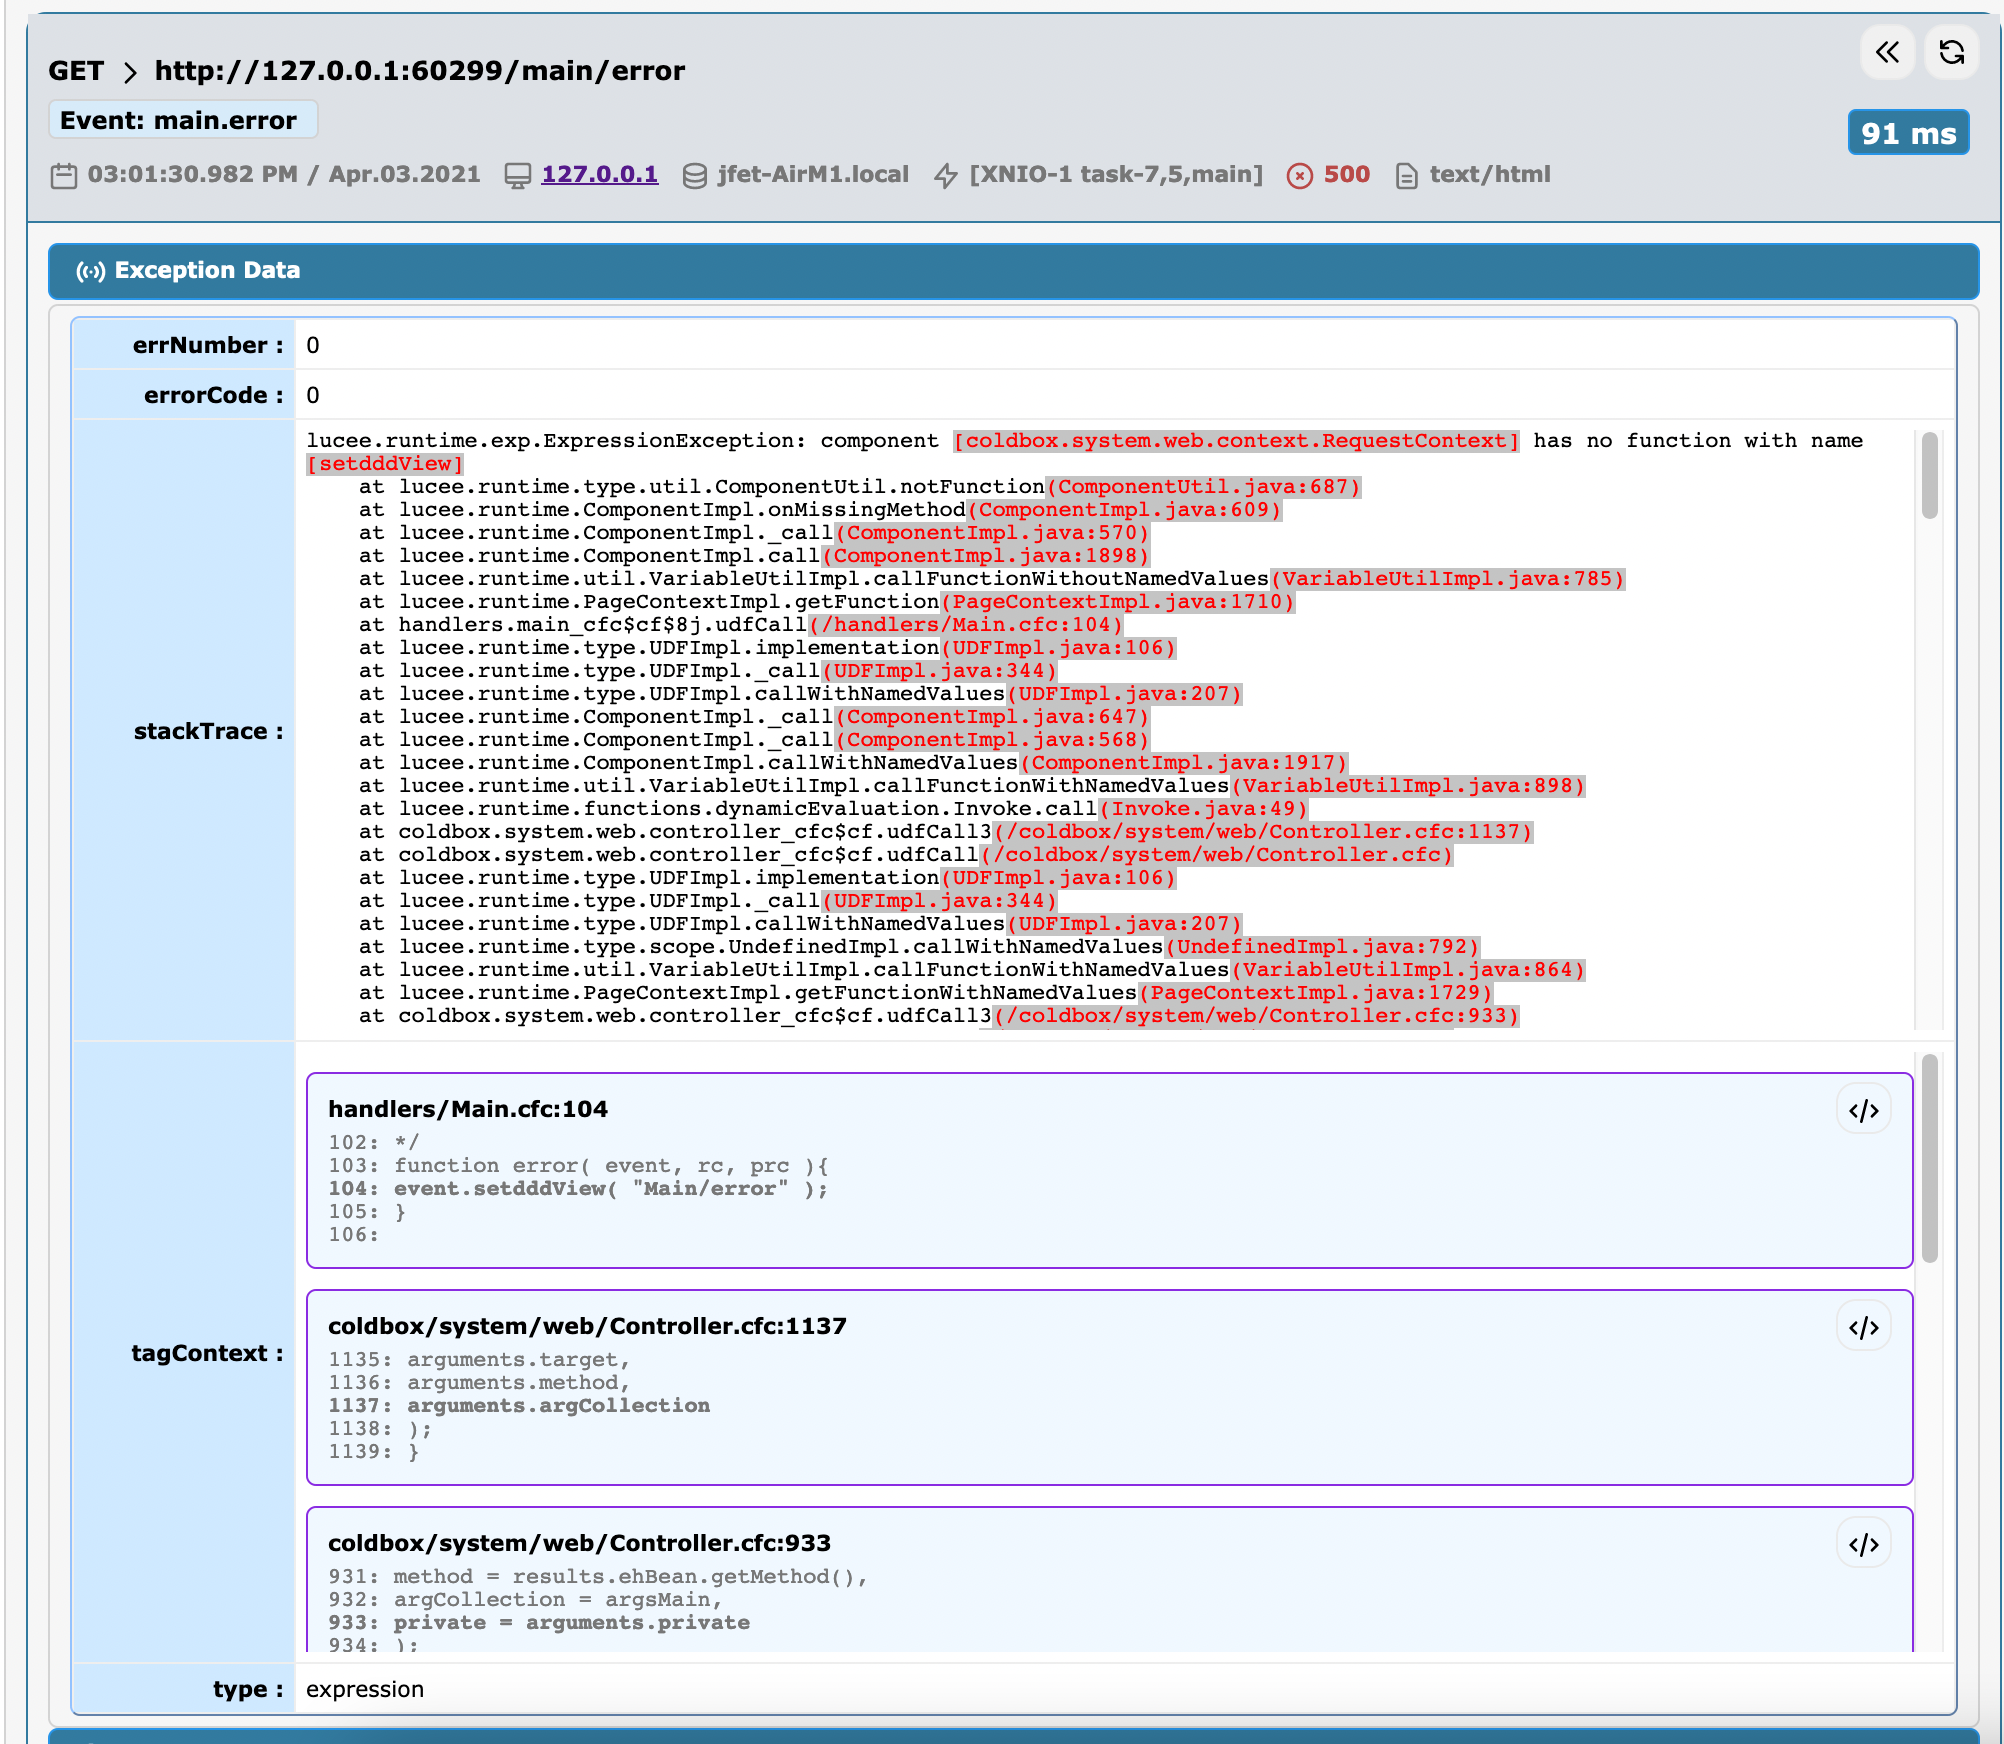 GET > http://127.0.0.1:60299/main/error
Event: main.error
91 ms
03:01:30.982 PM / Apr.03.2021 127.0.0.1 jfet-AirM1.local [XNIO-1 task-7,5,main] 500 text/html
Exception Data
errNumber : 0
errorCode : 0
stackTrace :
lucee.runtime.exp.ExpressionException: component [coldbox.system.web.context.RequestContext] has no function with name
[setdddView]
at lucee.runtime.type.util.ComponentUtil.notFunction(ComponentUtil.java:687)
at lucee.runtime.ComponentImpl.onMissingMethod(ComponentImpl.java:609)
at lucee.runtime.ComponentImpl._call(ComponentImpl.java:570)
at lucee.runtime.ComponentImpl.call(ComponentImpl.java:1898)
at lucee.runtime.util.VariableUtilImpl.callFunctionWithoutNamedValues(VariableUtilImpl.java:785)
at lucee.runtime.PageContextImpl.getFunction(PageContextImpl.java:1710)
at handlers.main_cfc$cf$8j.udfCall(/handlers/Main.cfc:104)
at lucee.runtime.type.UDFImpl.implementation(UDFImpl.java:106)
at lucee.runtime.type.UDFImpl._call(UDFImpl.java:344)
at lucee.runtime.type.UDFImpl.callWithNamedValues(UDFImpl.java:207)
at lucee.runtime.ComponentImpl._call(ComponentImpl.java:647)
at lucee.runtime.ComponentImpl._call(ComponentImpl.java:568)
at lucee.runtime.ComponentImpl.callWithNamedValues(ComponentImpl.java:1917)
at lucee.runtime.util.VariableUtilImpl.callFunctionWithNamedValues(VariableUtilImpl.java:898)
at lucee.runtime.functions.dynamicEvaluation.Invoke.call(Invoke.java:49)
at coldbox.system.web.controller_cfc$cf.udfCall3(/coldbox/system/web/Controller.cfc:1137)
at coldbox.system.web.controller_cfc$cf.udfCall(/coldbox/system/web/Controller.cfc)
at lucee.runtime.type.UDFImpl.implementation(UDFImpl.java:106)
at lucee.runtime.type.UDFImpl._call(UDFImpl.java:344)
at lucee.runtime.type.UDFImpl.callWithNamedValues(UDFImpl.java:207)
at lucee.runtime.type.scope.UndefinedImpl.callWithNamedValues(UndefinedImpl.java:792)
at lucee.runtime.util.VariableUtilImpl.callFunctionWithNamedValues(VariableUtilImpl.java:864)
at lucee.runtime.PageContextImpl.getFunctionWithNamedValues(PageContextImpl.java:1729)
at coldbox.system.web.controller_cfc$cf.udfCall3(/coldbox/system/web/Controller.cfc:933)
tagContext :
handlers/Main.cfc:104
</>
102: */
103: function error( event, rc, prc ){
104: event.setdddView( "Main/error" );
105: }
106:
coldbox/system/web/Controller.cfc:1137
</>
1135: arguments.target,
1136: arguments.method,
1137: arguments.argCollection
1138: );
1139: }
coldbox/system/web/Controller.cfc:933
</>
931: method = results.ehBean.getMethod(),
932: argCollection = argsMain,
933: private = arguments.private
934: );
type : expression